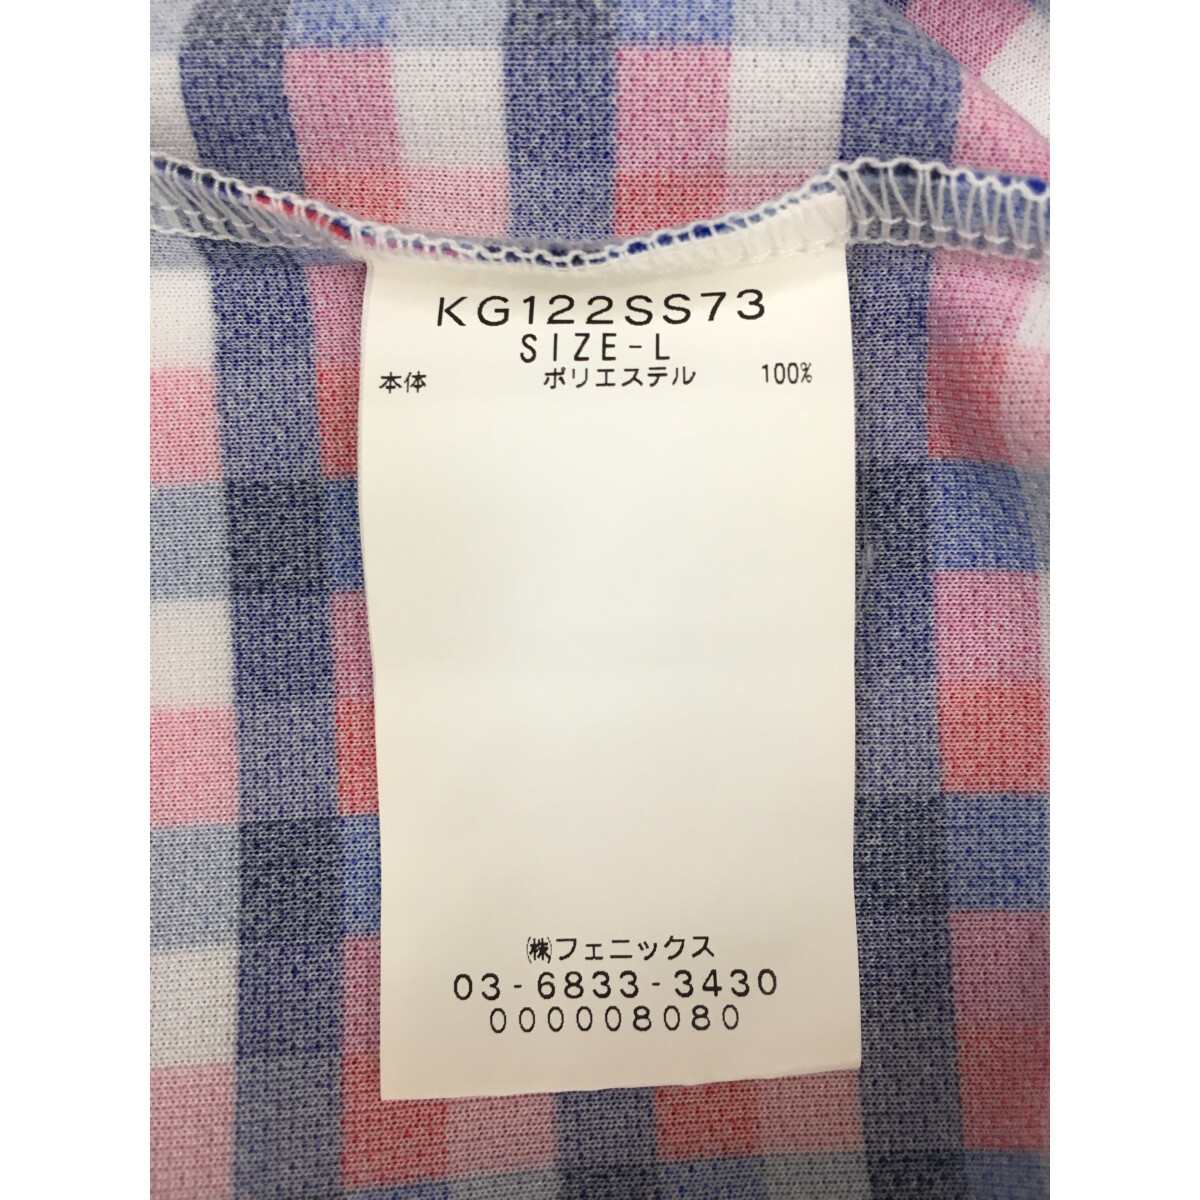 KG122SS73
SIZE-L
本体 ポリエステル 100%
㈱フェニックス
03-6833-3430
000008080